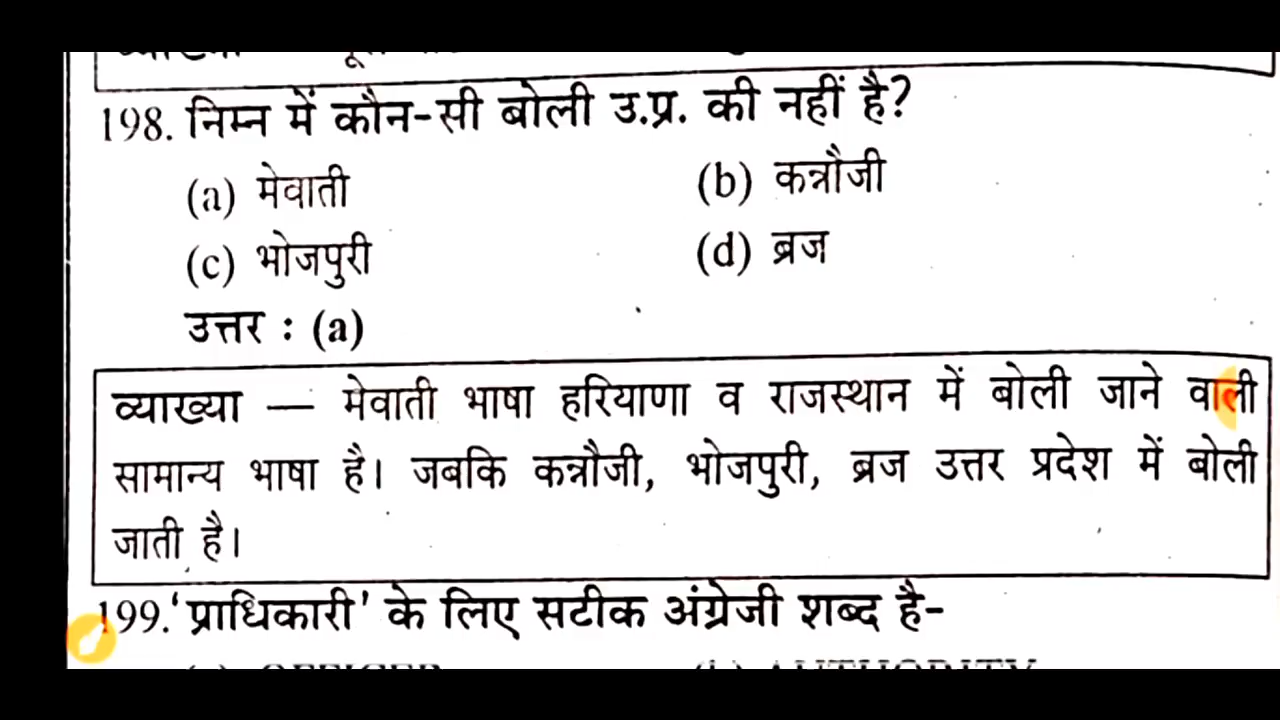 198. निम्न में कौन-सी बोली उ.प्र. की नहीं है?
(a) मेवाती (b) कन्नौजी
(c) भोजपुरी (d) ब्रज
उत्तर : (a)
व्याख्या — मेवाती भाषा हरियाणा व राजस्थान में बोली जाने वाली
सामान्य भाषा है। जबकि कन्नौजी, भोजपुरी, ब्रज उत्तर प्रदेश में बोली
जाती है।
199. 'प्राधिकारी' के लिए सटीक अंग्रेजी शब्द है-
(b) AUTHORITY